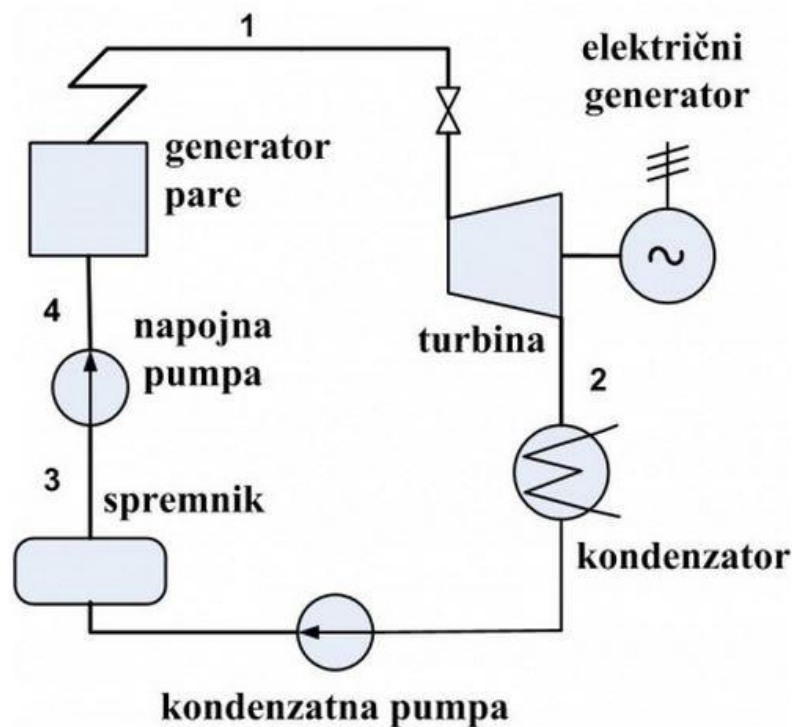 1
električni
generator
generator
pare
4
napojna
pumpa
turbina
2
3
spremnik
kondenzator
kondenzatna pumpa